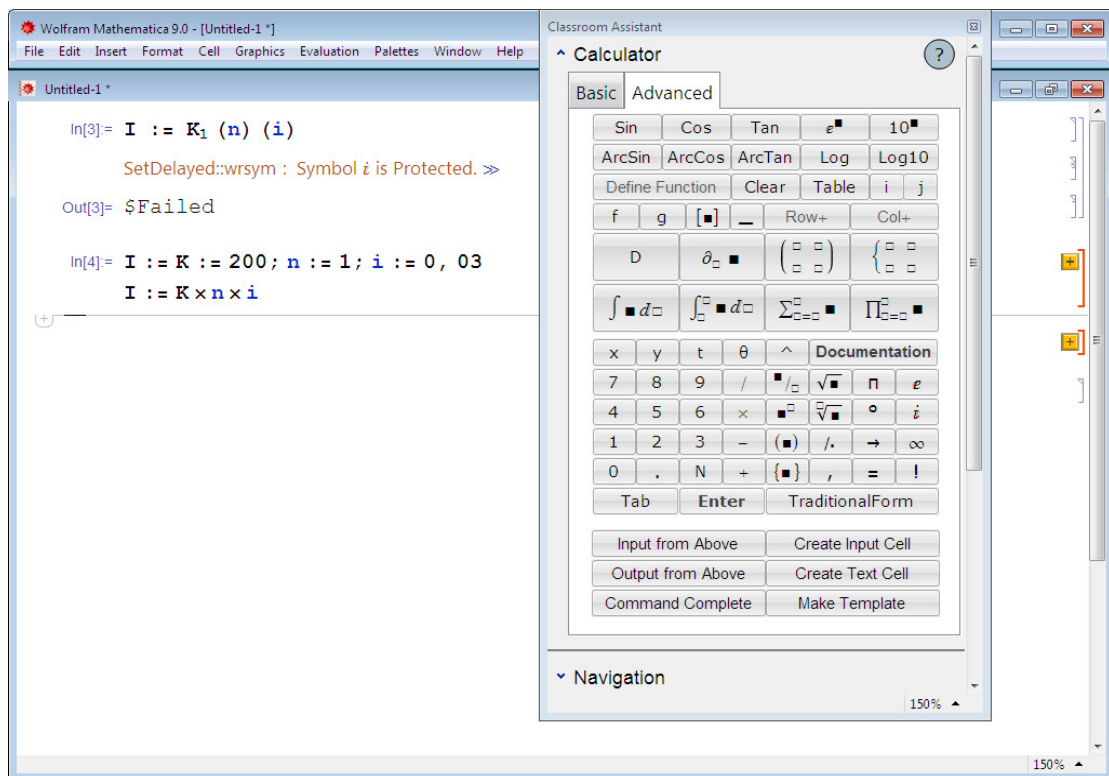 Wolfram Mathematica 9.0 - [Untitled-1 *]
File Edit Insert Format Cell Graphics Evaluation Palettes Window Help
Untitled-1 *
In[3]:= I := K₁ (n) (i)
SetDelayed::wrsym : Symbol ⅈ is Protected. ≫
Out[3]= $Failed
In[4]:= I := K := 200; n := 1; i := 0, 03
I := K × n × i
150%
Classroom Assistant
Calculator
?
Basic Advanced
Sin Cos Tan ⅇ■ 10■
ArcSin ArcCos ArcTan Log Log10
Define Function Clear Table i j
f g [■] _ Row+ Col+
D ∂□ ■ (□ □ □ □) {□ □ □ □
∫■ⅆ□ ∫□□■ⅆ□ ∑□=□□■ ∏□=□□■
x y t θ ^ Documentation
7 8 9 / ■/□ √■ π ⅇ
4 5 6 × ■□ □√■ ° ⅈ
1 2 3 − (■) /. → ∞
0 . N + {■} , = !
Tab Enter TraditionalForm
Input from Above Create Input Cell
Output from Above Create Text Cell
Command Complete Make Template
Navigation
150%